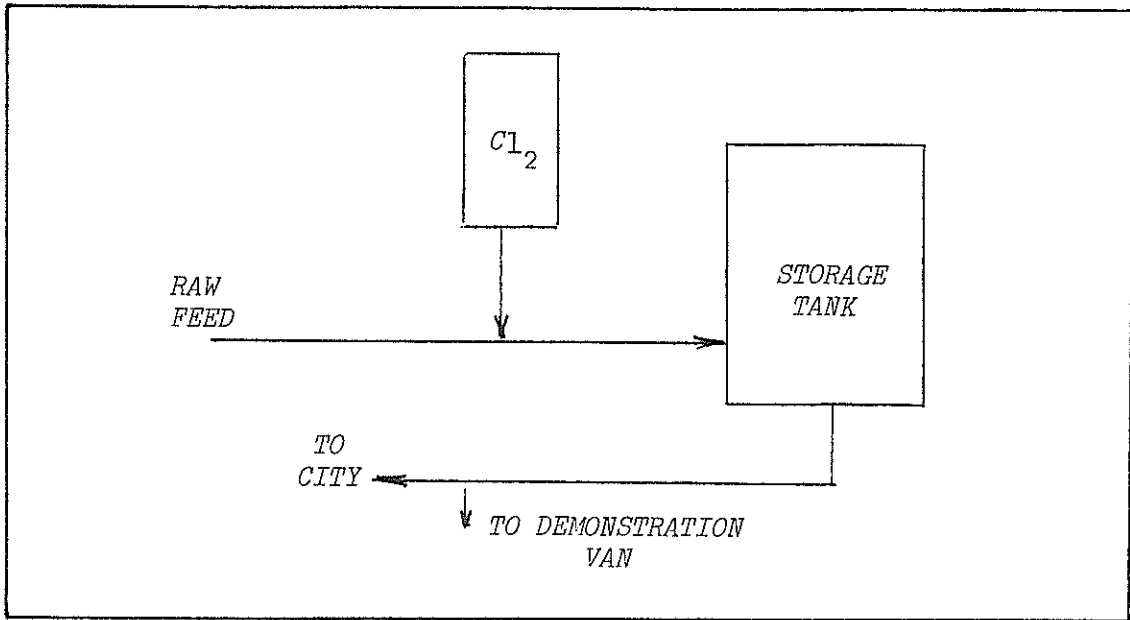 Cl₂
STORAGE
TANK
RAW
FEED
TO
CITY
TO DEMONSTRATION
VAN